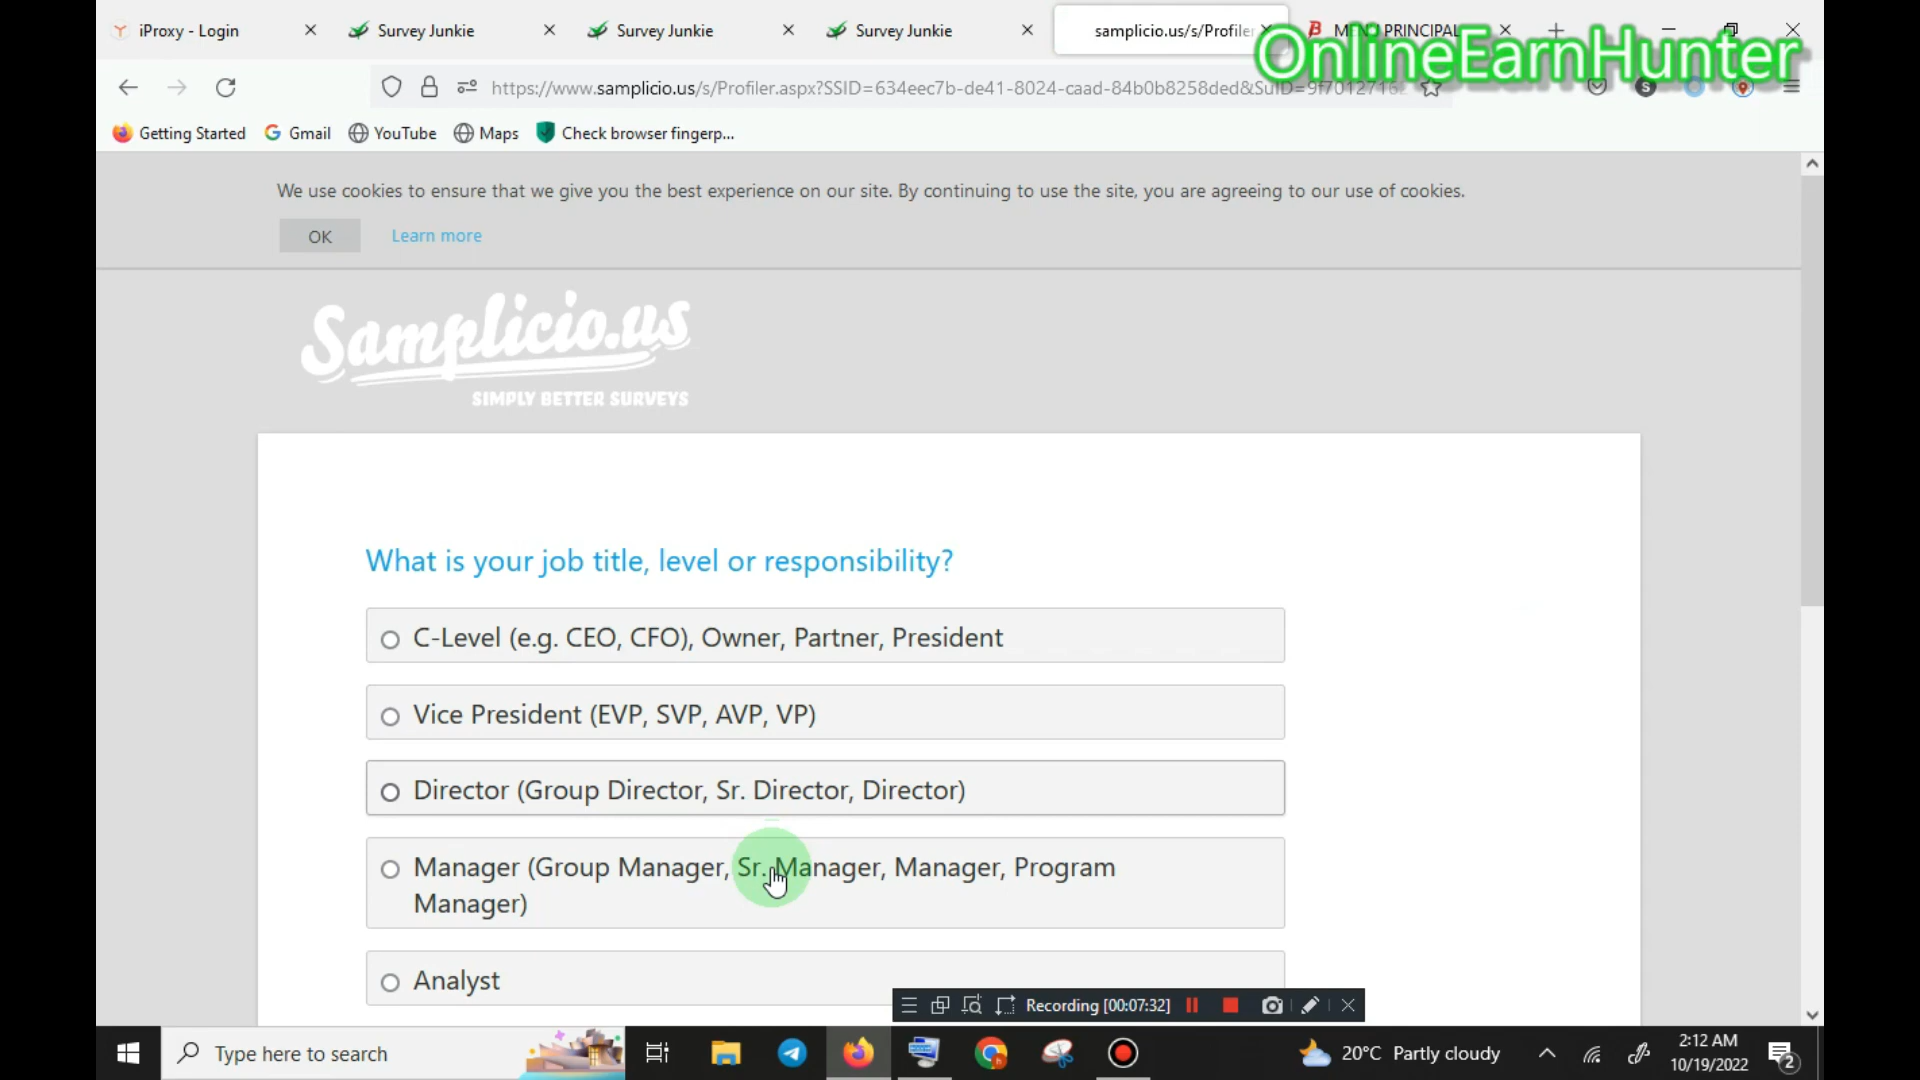 iProxy - Login
Survey Junkie
Survey Junkie
Survey Junkie
samplicio.us/s/Profiler
PRINCIPAL
OnlineEarnHunter
https://www.samplicio.us/s/Profiler.aspx?SSID=634eec7b-de41-8024-caad-84b0b8258ded&SuID=9f7012716
S
Getting Started
Gmail
YouTube
Maps
Check browser fingerp...
We use cookies to ensure that we give you the best experience on our site. By continuing to use the site, you are agreeing to our use of cookies.
OK
Learn more
Samplicio.us
SIMPLY BETTER SURVEYS
What is your job title, level or responsibility?
C-Level (e.g. CEO, CFO), Owner, Partner, President
Vice President (EVP, SVP, AVP, VP)
Director (Group Director, Sr. Director, Director)
Manager (Group Manager, Sr. Manager, Manager, Program
Manager)
Analyst
Recording [00:07:32]
Type here to search
20°C Partly cloudy
2:12 AM
10/19/2022
2